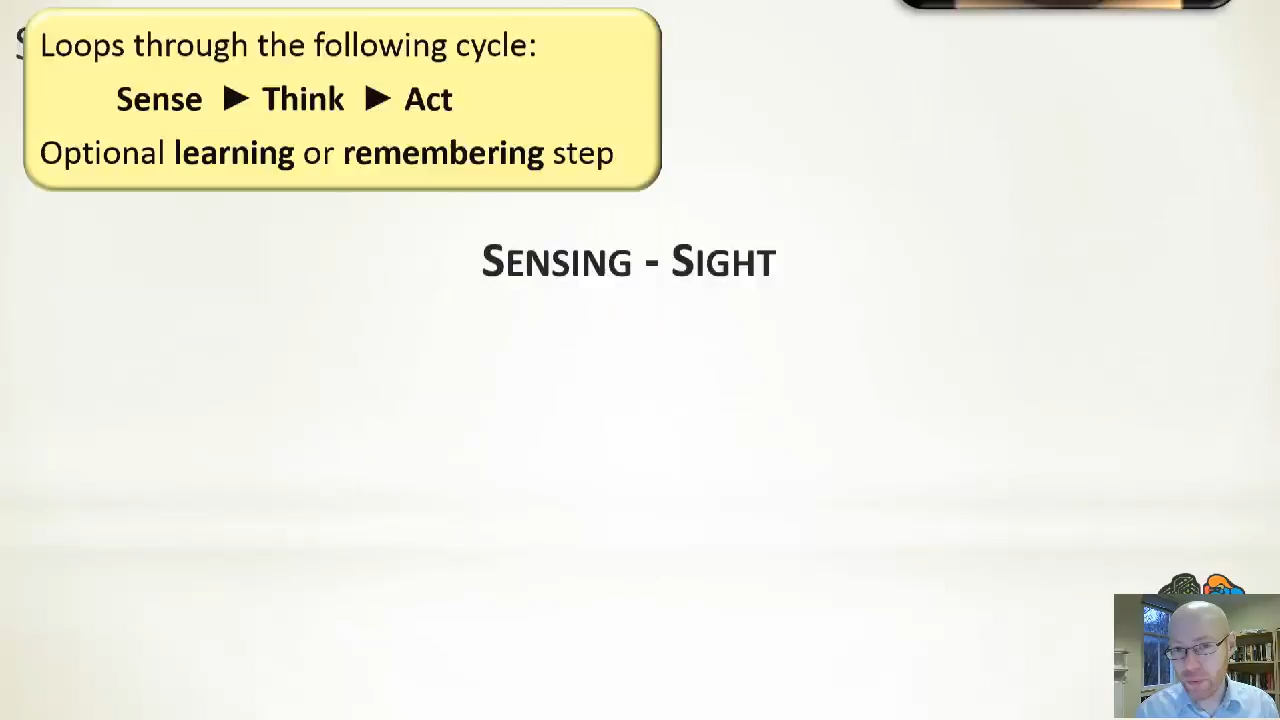 Loops through the following cycle:
Sense ► Think ► Act
Optional learning or remembering step
SENSING - SIGHT